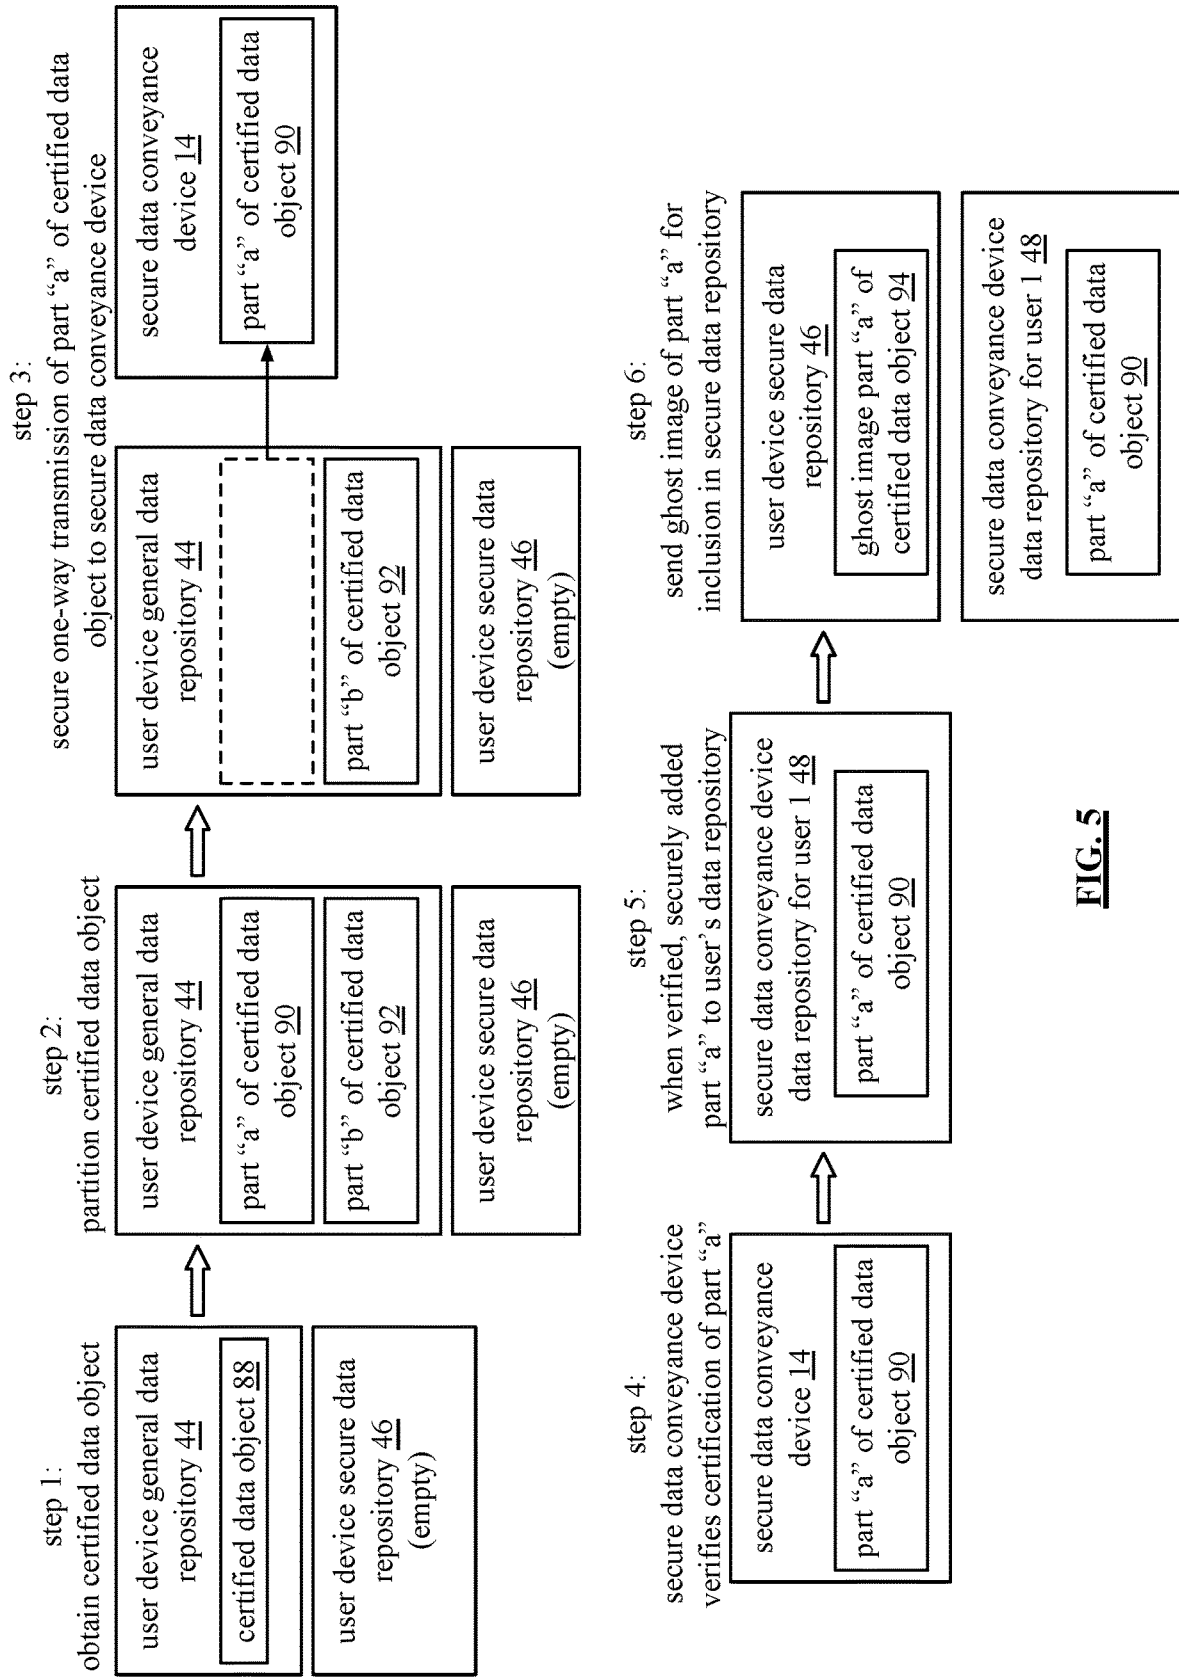 step 1:
obtain certified data object
user device general data
repository 44
certified data object 88
user device secure data
repository 46
(empty)
step 2:
partition certified data object
user device general data
repository 44
part “a” of certified data
object 90
part “b” of certified data
object 92
user device secure data
repository 46
(empty)
step 3:
secure one-way transmission of part “a” of certified data
object to secure data conveyance device
user device general data
repository 44
part “b” of certified data
object 92
user device secure data
repository 46
(empty)
secure data conveyance
device 14
part “a” of certified data
object 90
step 4:
secure data conveyance device
verifies certification of part “a”
secure data conveyance
device 14
part “a” of certified data
object 90
step 5:
when verified, securely added
part “a” to user’s data repository
secure data conveyance device
data repository for user 1 48
part “a” of certified data
object 90
step 6:
send ghost image of part “a” for
inclusion in secure data repository
user device secure data
repository 46
ghost image part “a” of
certified data object 94
secure data conveyance device
data repository for user 1 48
part “a” of certified data
object 90
FIG. 5